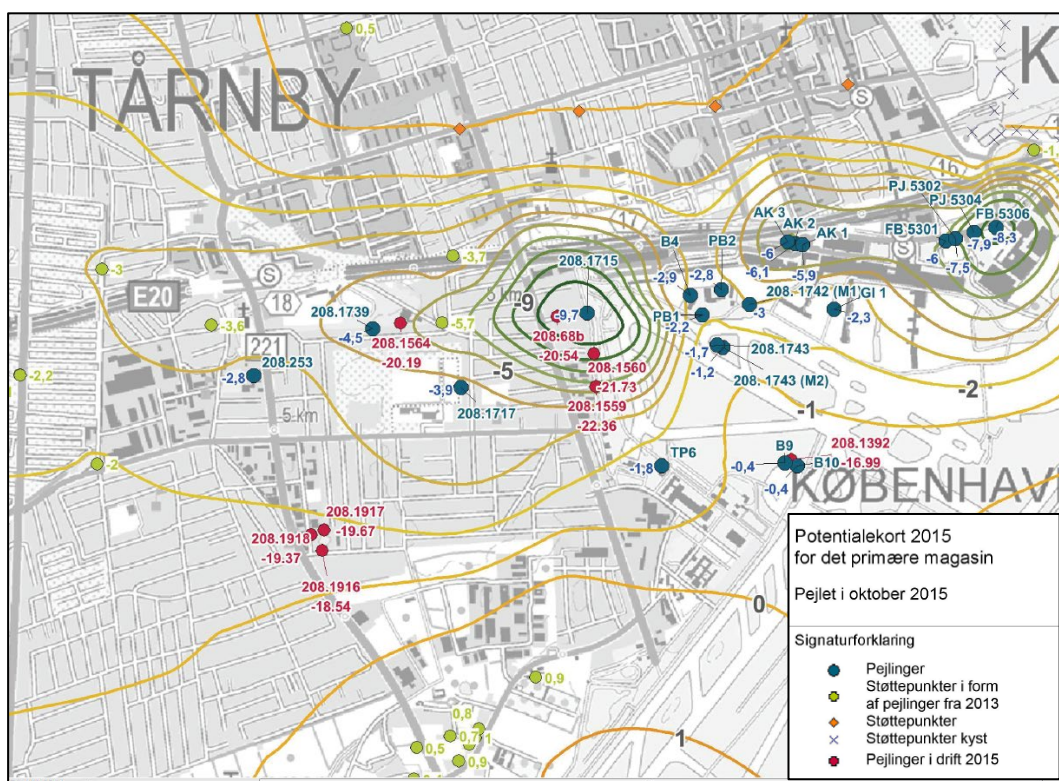 0,5
TÅRNBY
K
S
-1,
16
PJ 5302
PJ 5304
FB 5306
AK 3
AK 2
AK 1
FB 5301
17
B4
PB2
-6
-7,9
-8,3
-6
S
-7,5
-3,7
208.1715
-6,1
-5,9
-3
S
-2,9
-2,8
E20
18
-9
208. 1742 (M1)
GI 1
208.1739
-9,7
-3
-3,6
-5,7
PB1
-2,3
-4,5
208.1564
208.68b
-2,2
221
-20.19
-20.54
208.1560
-1,7
208.1743
-2,2
208.253
-5
-21.73
-1,2
208. 1743 (M2)
-2
-2,8
-3,9
208.1559
-1
5 km
208.1717
-22.36
TP6
B9
208.1392
-2
-1,8
-0,4
-16.99
B10
-0,4
KØBENHAV
208.1917
208.1918
-19.67
-19.37
208.1916
-18.54
0
0,9
0,8
0,7
1
0,5
0,9
1
Potentialekort 2015
for det primære magasin
Pejlet i oktober 2015
Signaturforklaring
Pejlinger
Støttepunkter i form
af pejlinger fra 2013
Støttepunkter
Støttepunkter kyst
Pejlinger i drift 2015